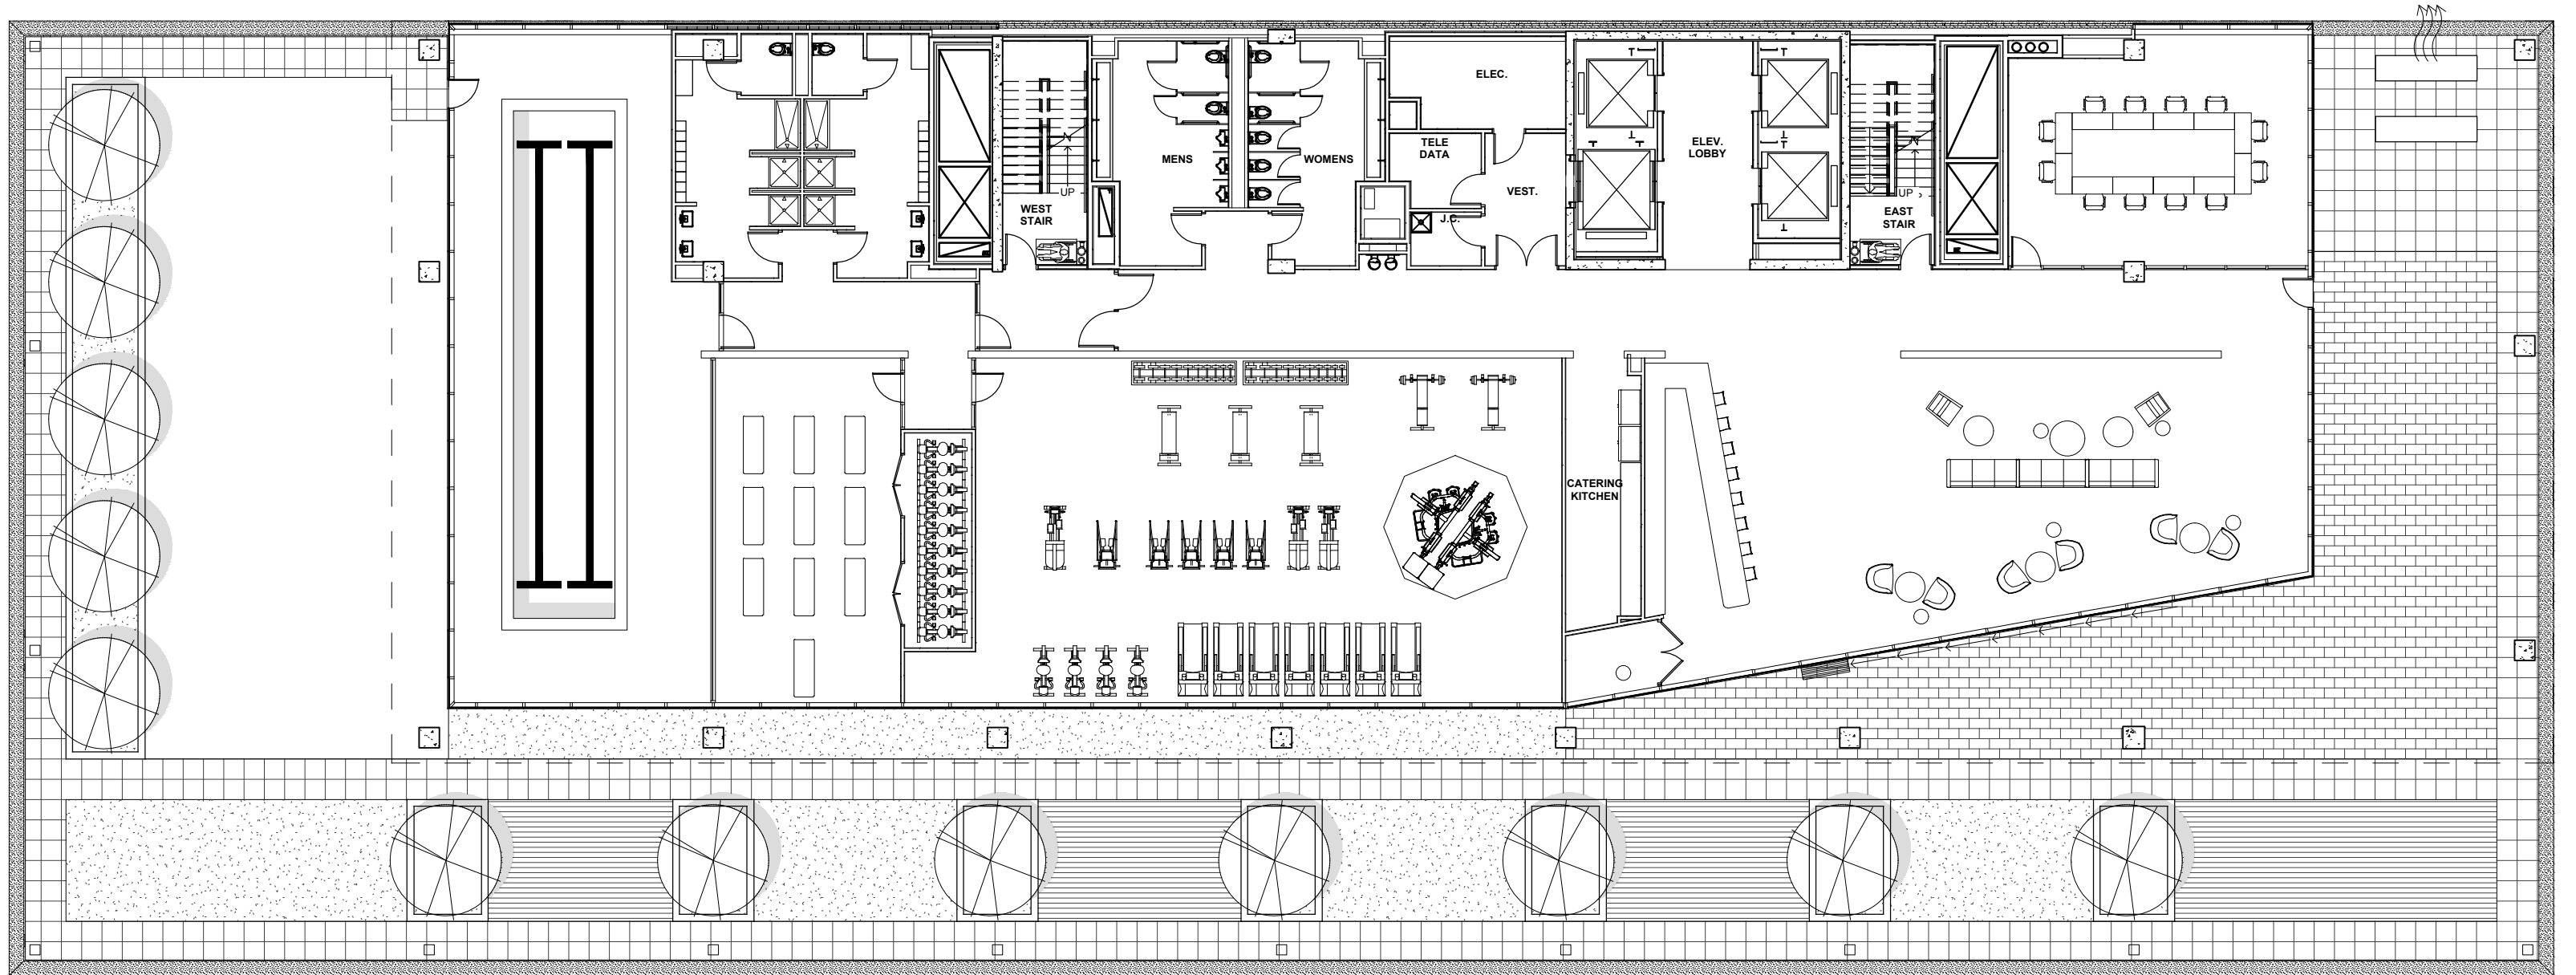 ELEC.
TELE
DATA
ELEV.
LOBBY
MENS
WOMENS
VEST.
UP
UP
WEST
STAIR
EAST
STAIR
J.C.
CATERING
KITCHEN